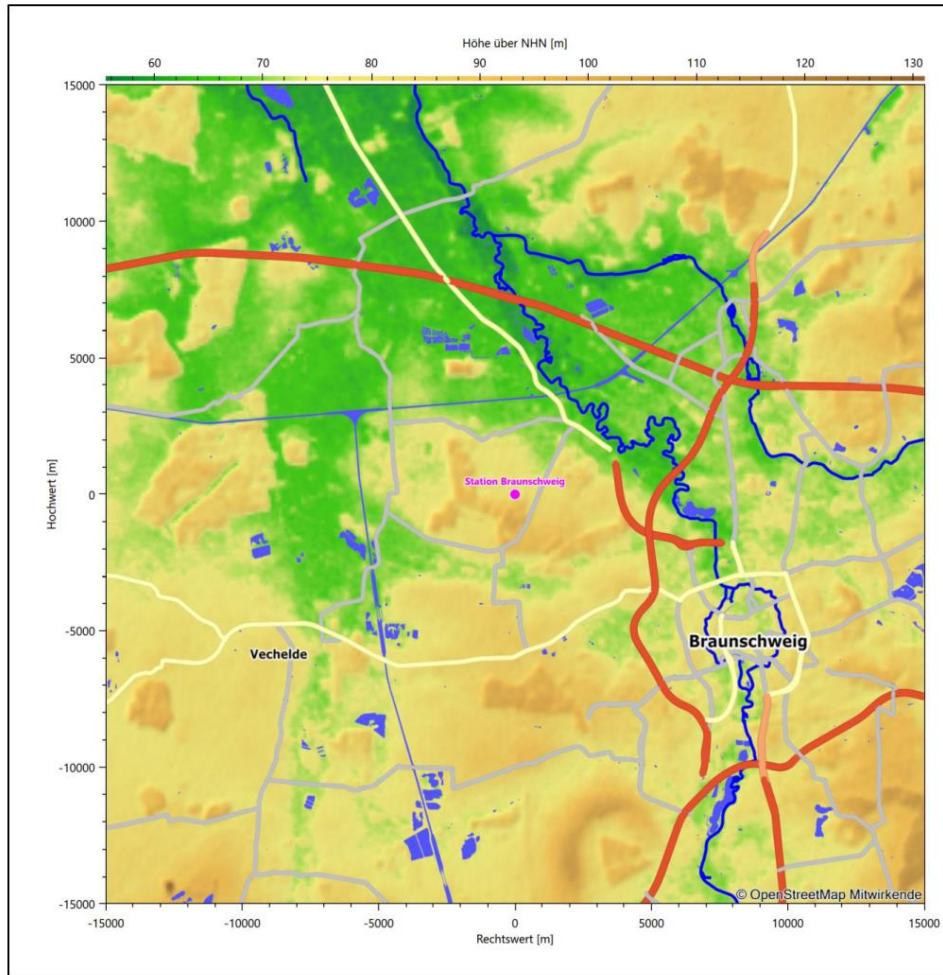 Höhe über NHN [m]
60 70 80 90 100 110 120 130
15000
10000
5000
Station Braunschweig
0
Hochwert [m]
-5000
Braunschweig
Vechelde
-10000
© OpenStreetMap Mitwirkende
-15000
-15000 -10000 -5000 0 5000 10000 15000
Rechtswert [m]